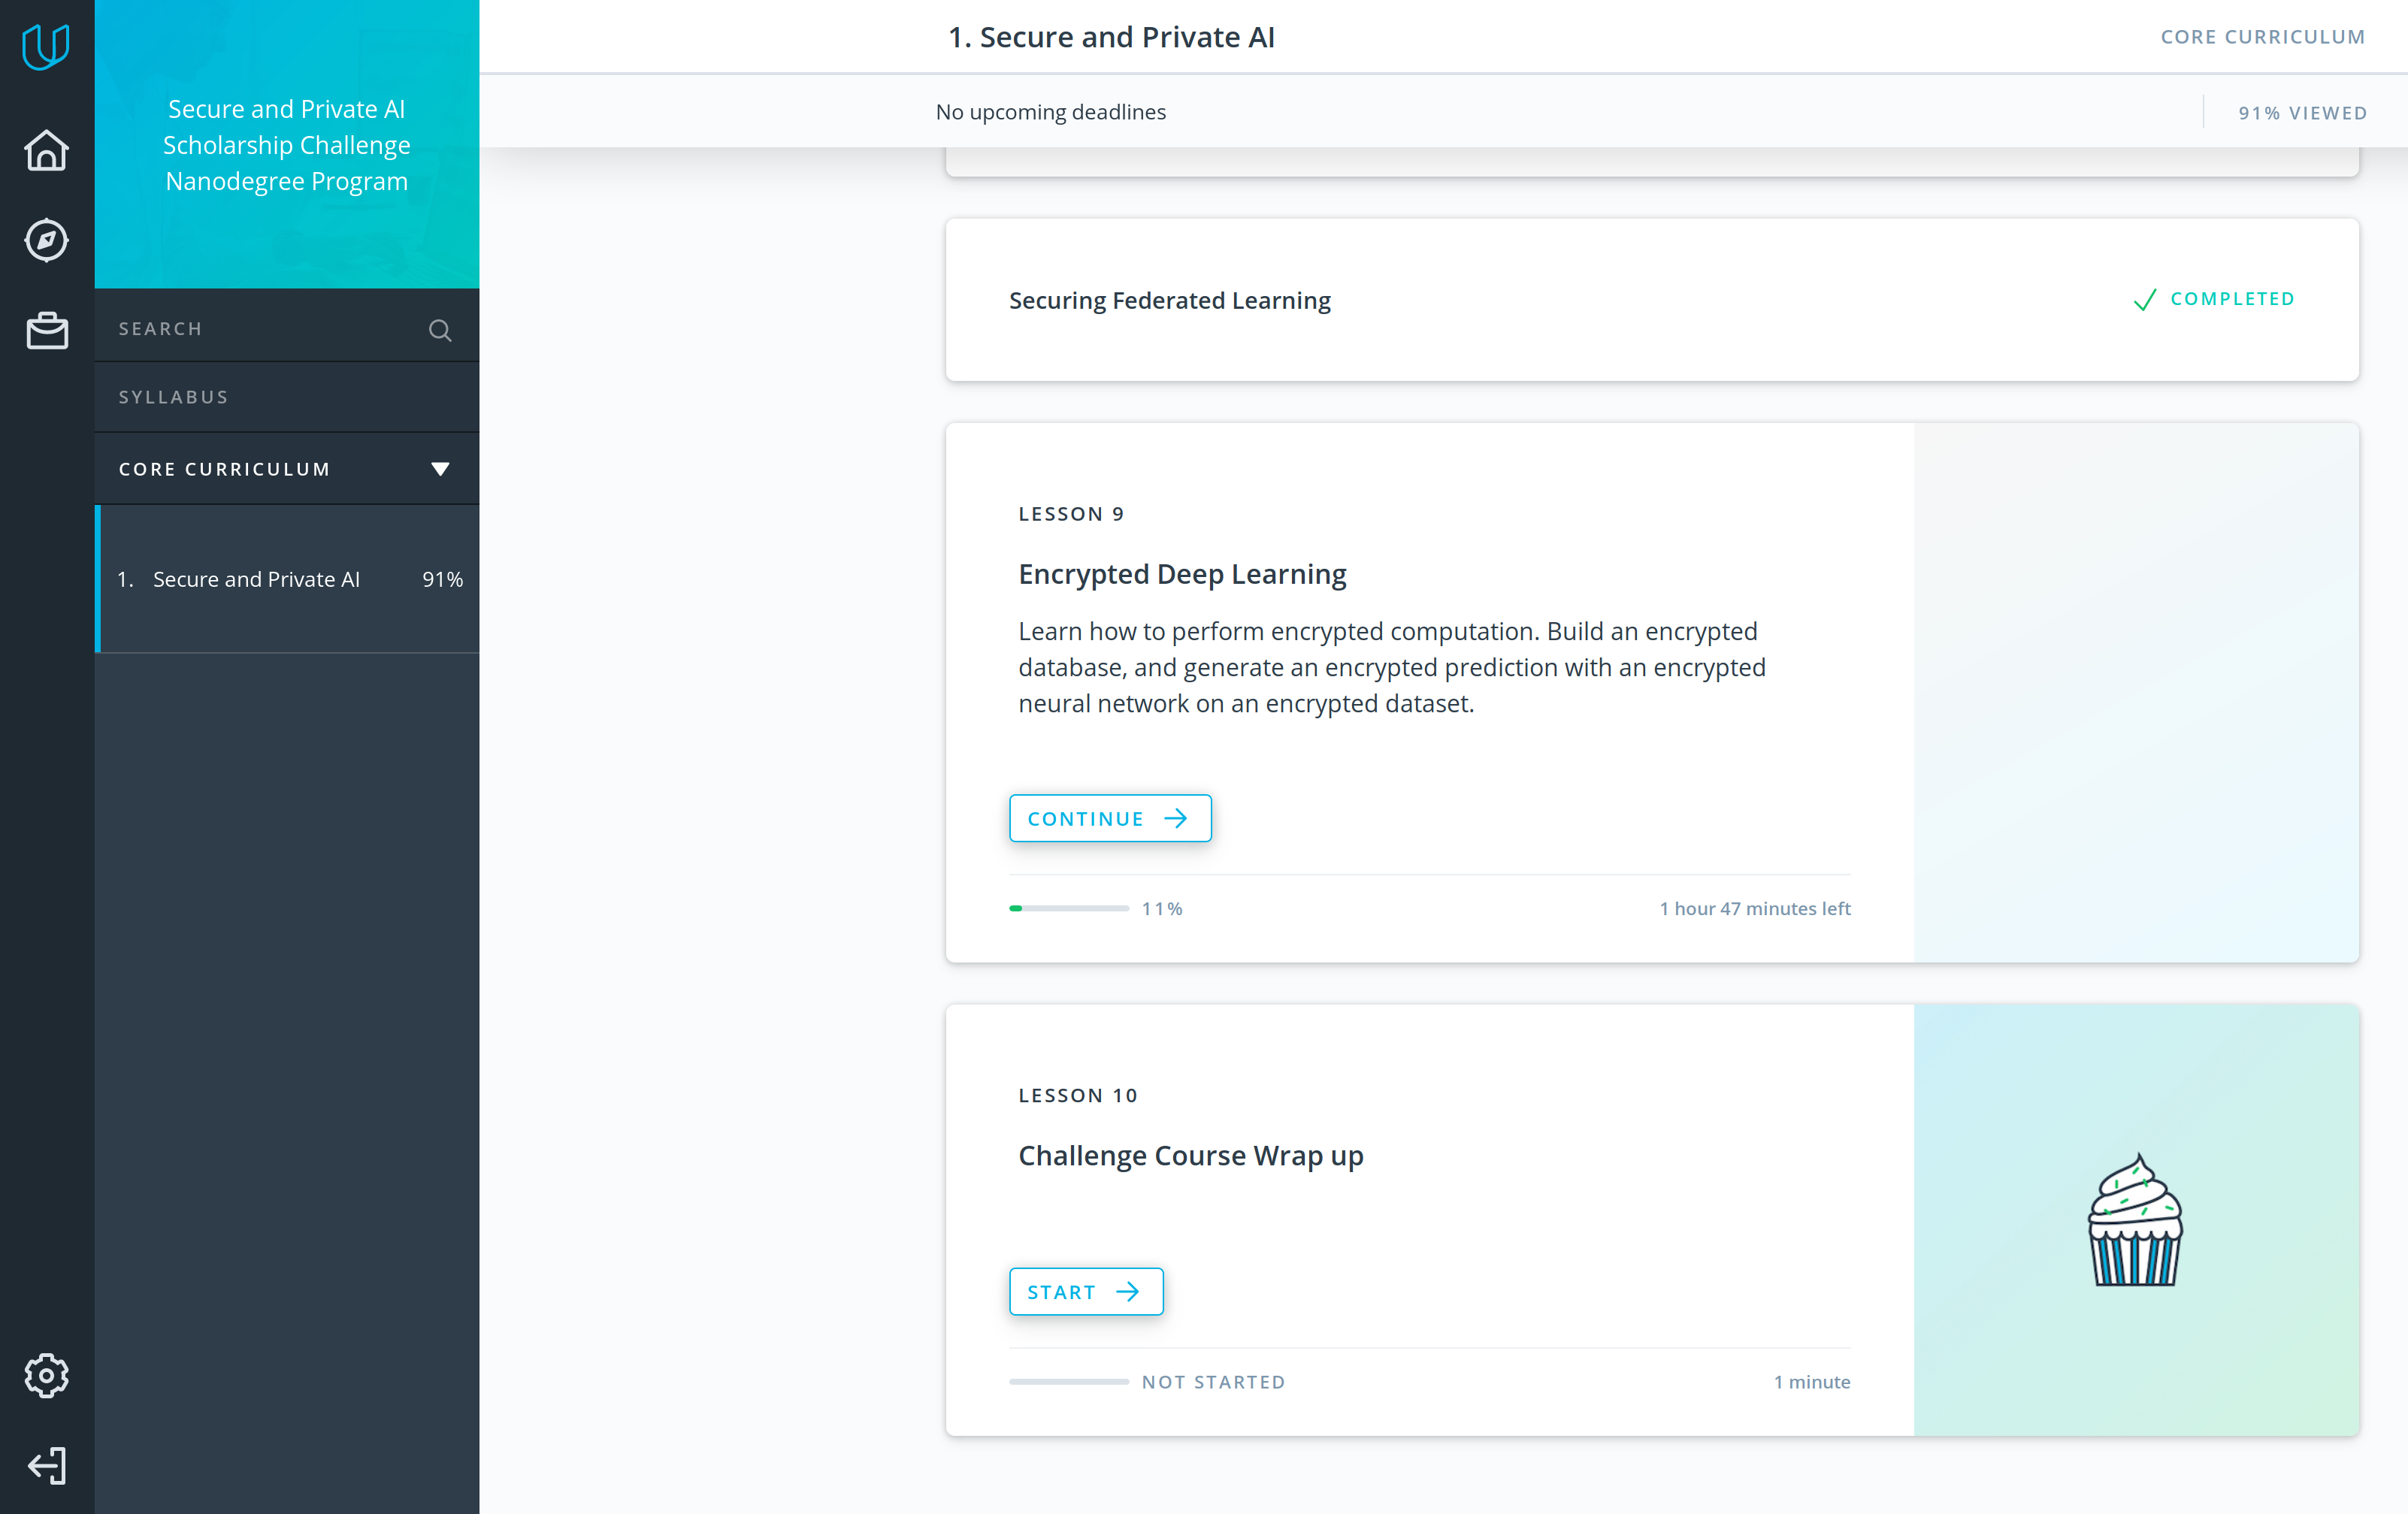 Secure and Private AI
Scholarship Challenge
Nanodegree Program
SEARCH
SYLLABUS
CORE CURRICULUM
1. Secure and Private AI 91%
1. Secure and Private AI
CORE CURRICULUM
No upcoming deadlines
91% VIEWED
Securing Federated Learning
COMPLETED
LESSON 9
Encrypted Deep Learning
Learn how to perform encrypted computation. Build an encrypted
database, and generate an encrypted prediction with an encrypted
neural network on an encrypted dataset.
CONTINUE
11%
1 hour 47 minutes left
LESSON 10
Challenge Course Wrap up
START
NOT STARTED
1 minute